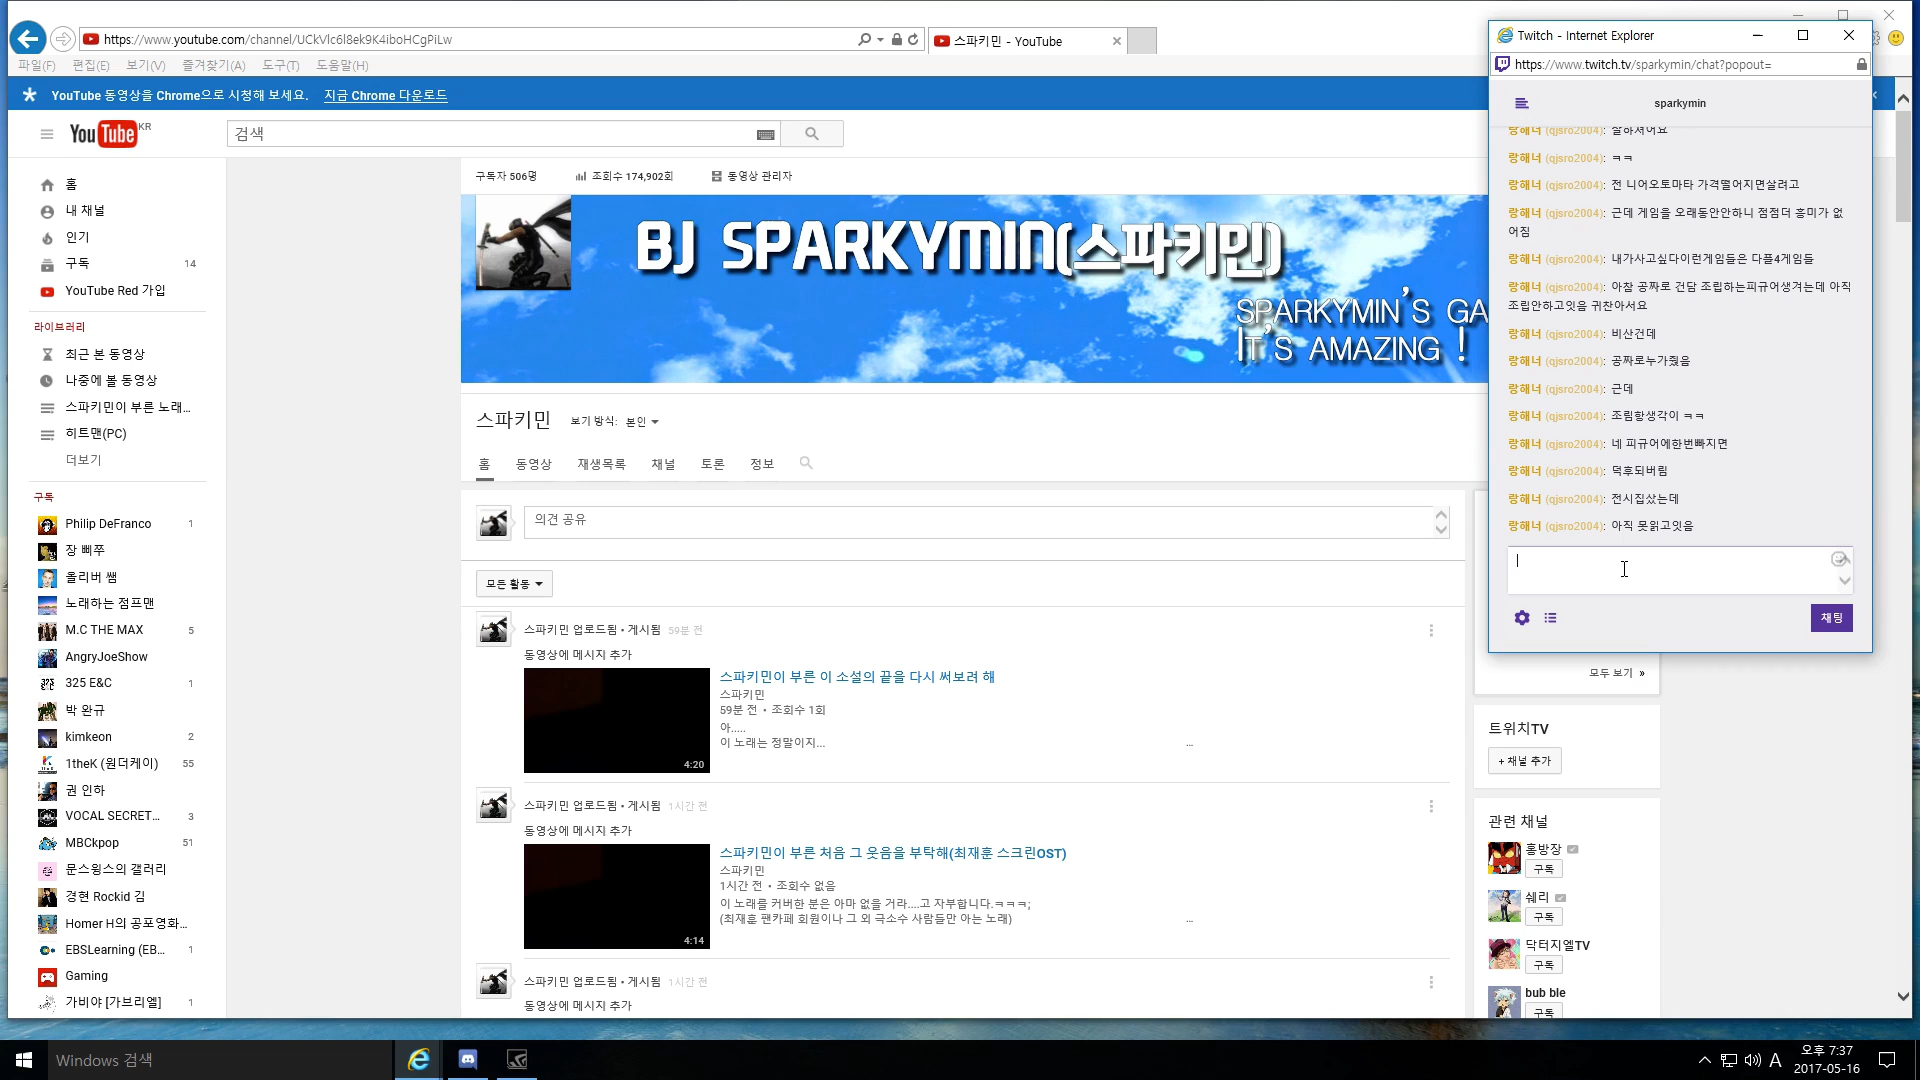 https://www.youtube.com/channel/UCkVlc6l8ek9K4iboHCgPiLw
스파키민 - YouTube
파일(F) 편집(E) 보기(V) 즐겨찾기(A) 도구(T) 도움말(H)
YouTube 동영상을 Chrome으로 시청해 보세요. 지금 Chrome 다운로드
YouTube KR
검색
홈
내 채널
인기
구독 14
YouTube Red 가입
라이브러리
최근 본 동영상
나중에 볼 동영상
스파키민이 부른 노래...
히트맨(PC)
더보기
구독
Philip DeFranco 1
장 삐쭈
올리버 쌤
노래하는 점프맨
M.C THE MAX 5
AngryJoeShow
325 E&C 1
박 완규
kimkeon 2
1theK (원더케이) 55
권 인하
VOCAL SECRET... 3
MBCkpop 51
문스윙스의 갤러리
경현 Rockid 김
Homer H의 공포영화...
EBSLearning (EB... 1
Gaming
가비야 [가브리엘] 1
구독자 506명 조회수 174,902회 동영상 관리자
BJ SPARKYMIN(스파키민)
SPARKYMIN'S GA
IT'S AMAZING !
스파키민 보기 방식: 본인
홈 동영상 재생목록 채널 토론 정보
의견 공유
모든 활동
스파키민 업로드됨 • 게시됨 59분 전
동영상에 메시지 추가
4:20
스파키민이 부른 이 소설의 끝을 다시 써보려 해
스파키민
59분 전 • 조회수 1회
아.....
이 노래는 정말이지...
...
스파키민 업로드됨 • 게시됨 1시간 전
동영상에 메시지 추가
4:14
스파키민이 부른 처음 그 웃음을 부탁해(최재훈 스크린OST)
스파키민
1시간 전 • 조회수 없음
이 노래를 커버한 분은 아마 없을 거라....고 자부합니다.ㅋㅋㅋ;
(최재훈 팬카페 회원이나 그 외 극소수 사람들만 아는 노래)
...
스파키민 업로드됨 • 게시됨 1시간 전
동영상에 메시지 추가
모두 보기 »
트위치TV
+ 채널 추가
관련 채널
홍방장
구독
쉐리
구독
닥터지엘TV
구독
bub ble
구독
Twitch - Internet Explorer
https://www.twitch.tv/sparkymin/chat?popout=
sparkymin
랑해너 (qjsro2004): 잘하셔어요
랑해너 (qjsro2004): ㅋㅋ
랑해너 (qjsro2004): 전 니어오토마타 가격떨어지면살려고
랑해너 (qjsro2004): 근데 게임을 오래동안안하니 점점더 흥미가 없
어짐
랑해너 (qjsro2004): 내가사고싶다이런게임들은 다플4게임들
랑해너 (qjsro2004): 아참 공짜로 건담 조립하는피규어생겨는데 아직
조립안하고잇음 귀찬아서요
랑해너 (qjsro2004): 비산건데
랑해너 (qjsro2004): 공짜로누가줬음
랑해너 (qjsro2004): 근데
랑해너 (qjsro2004): 조립할생각이 ㅋㅋ
랑해너 (qjsro2004): 네 피규어에한번빠지면
랑해너 (qjsro2004): 덕후되버림
랑해너 (qjsro2004): 전시집샀는데
랑해너 (qjsro2004): 아직 못읽고잇음
채팅
Windows 검색
A
오후 7:37
2017-05-16